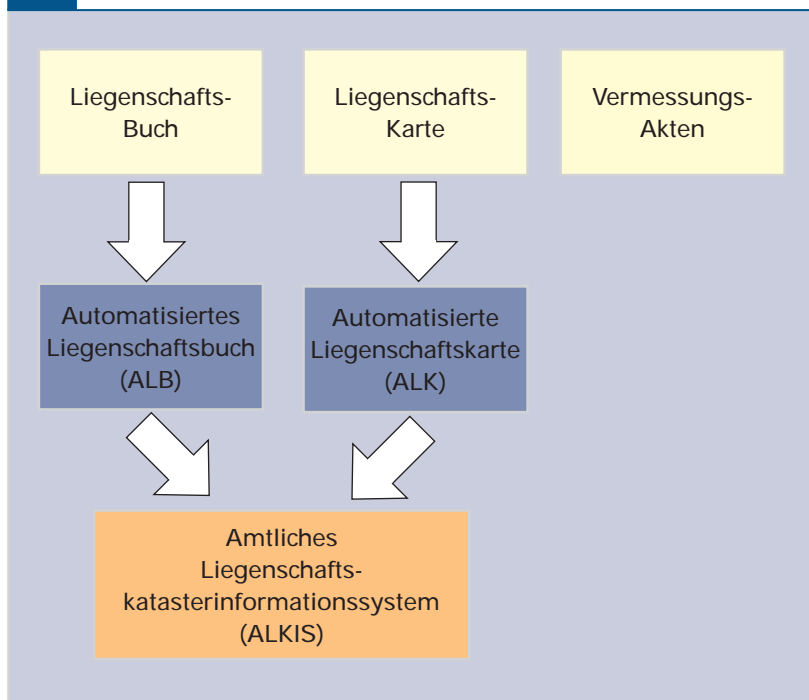 Liegenschafts-
Buch
Liegenschafts-
Karte
Vermessungs-
Akten
Automatisiertes
Liegenschaftsbuch
(ALB)
Automatisierte
Liegenschaftskarte
(ALK)
Amtliches
Liegenschafts-
katasterinformationssystem
(ALKIS)